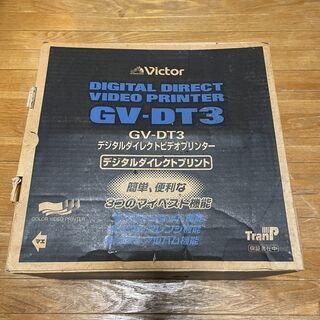 Victor
DIGITAL DIRECT
VIDEO PRINTER
GV-DT3
GV-DT3
デジタルダイレクトビデオプリンター
デジタルダイレクトプリント
簡単、便利な
3つのマイベスト機能
COLOR VIDEO PRINTER
マエ
TranP